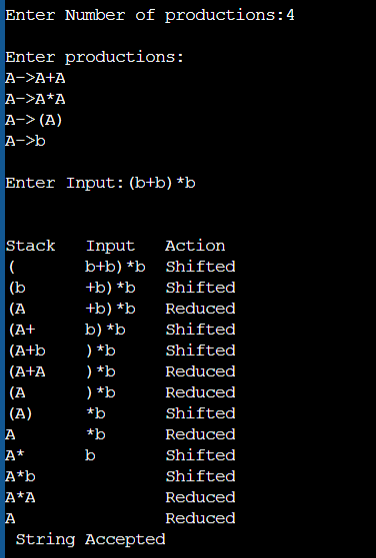 Enter Number of productions:4
Enter productions:
A->A+A
A->A*A
A->(A)
A->b
Enter Input:(b+b)*b
Stack Input Action
( b+b)*b Shifted
(b +b)*b Shifted
(A +b)*b Reduced
(A+ b)*b Shifted
(A+b )*b Shifted
(A+A )*b Reduced
(A )*b Reduced
(A) *b Shifted
A *b Reduced
A* b Shifted
A*b Shifted
A*A Reduced
A Reduced
String Accepted